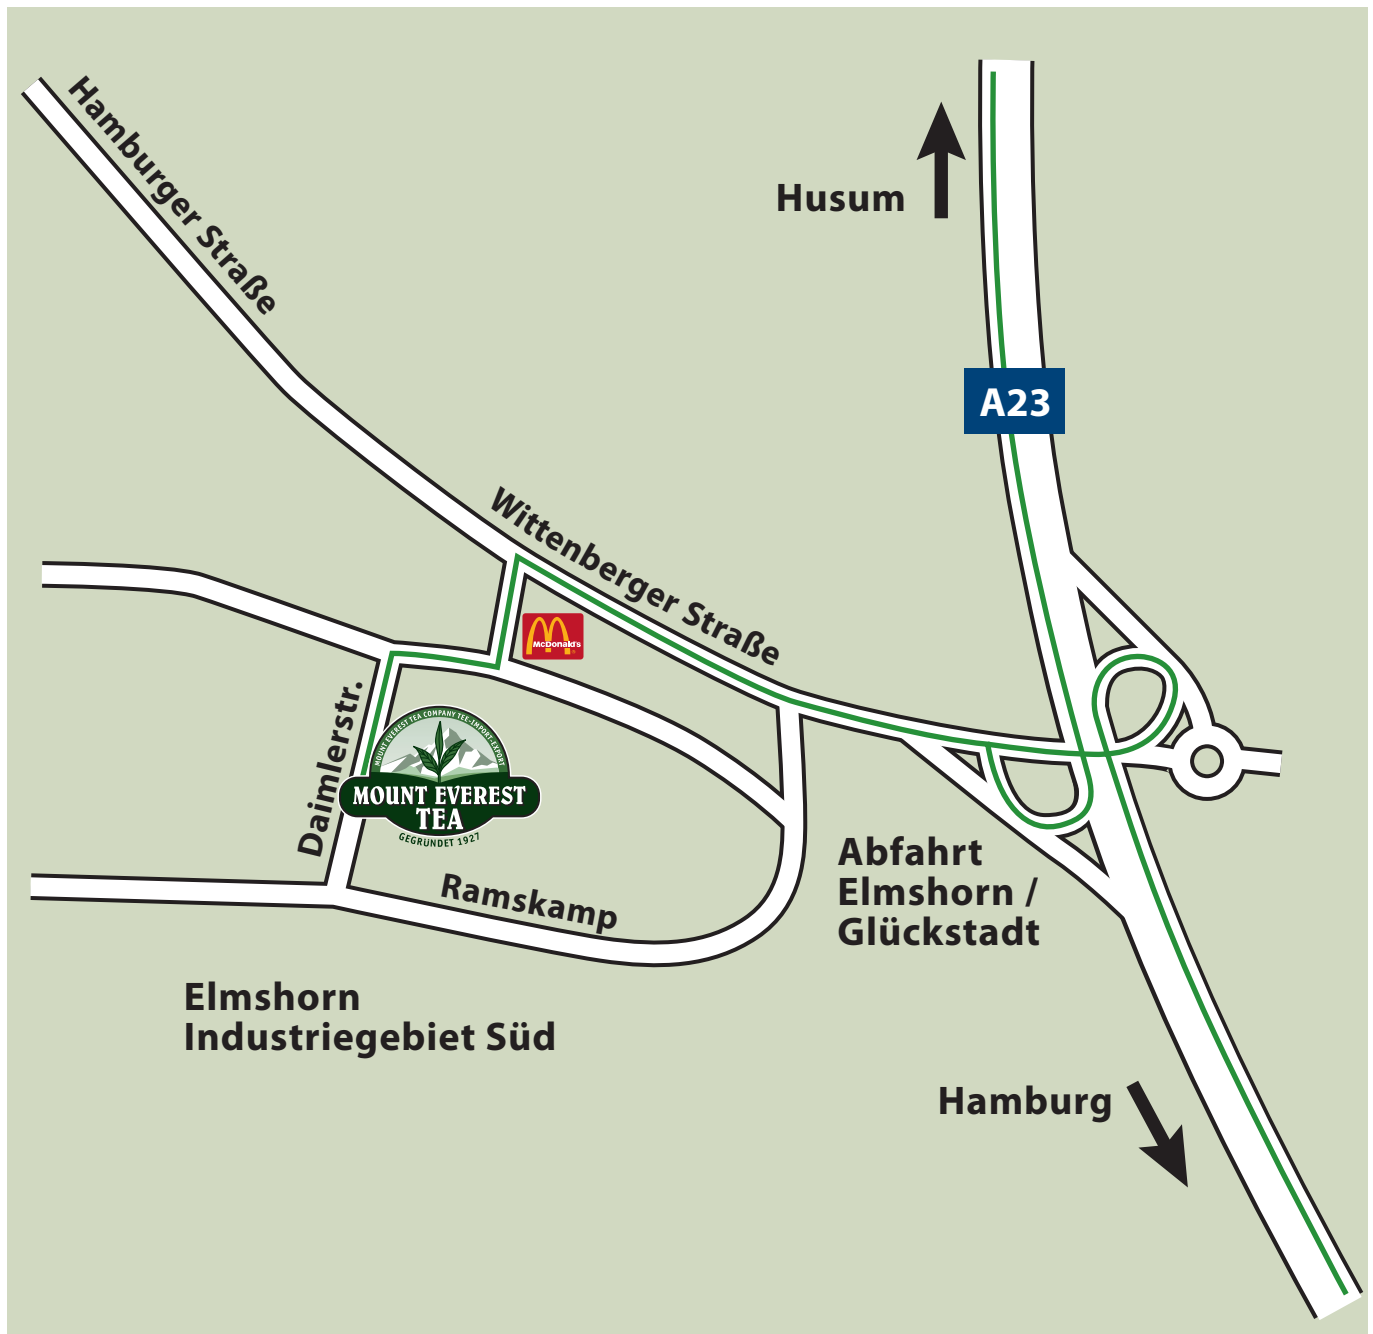 Hamburger Straße
Husum
A23
Wittenberger Straße
McDonald's
Daimlerstr.
MOUNT EVEREST TEA COMPANY TEE-IMPORT-EXPORT
MOUNT EVEREST
TEA
GEGRÜNDET 1927
Abfahrt
Elmshorn /
Glückstadt
Ramskamp
Elmshorn
Industriegebiet Süd
Hamburg